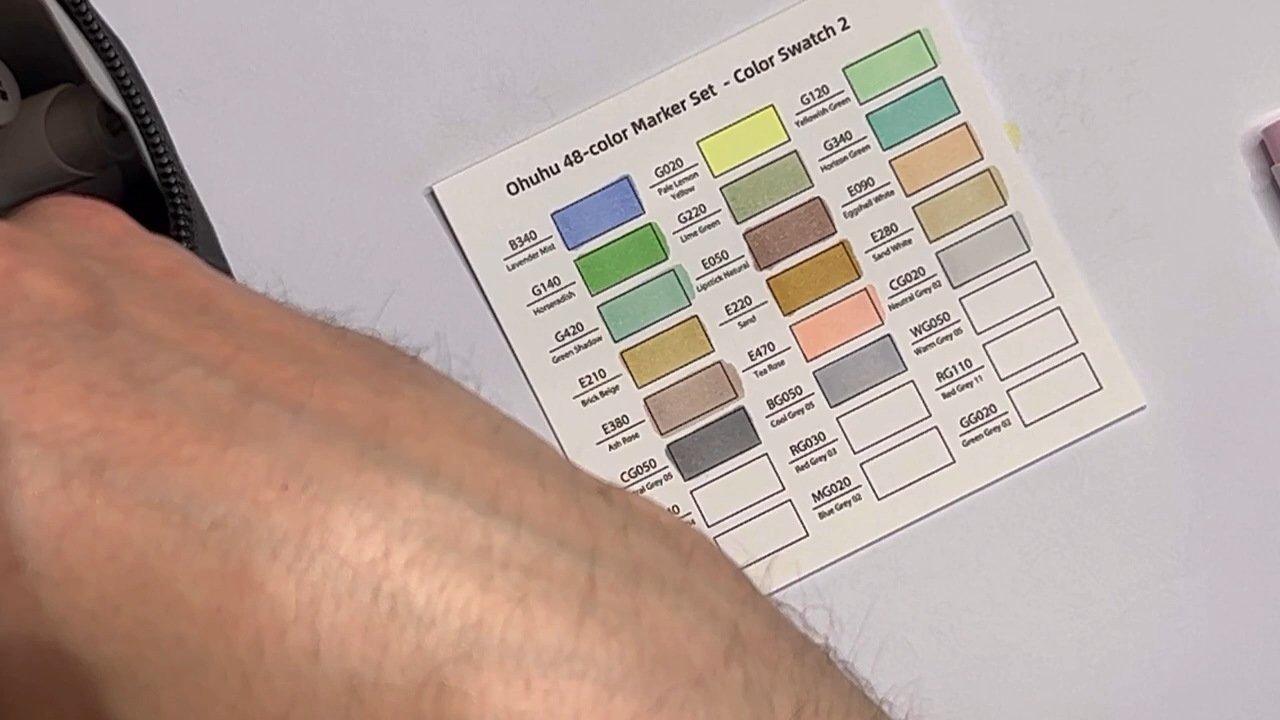 Ohuhu 48-color Marker Set - Color Swatch 2
B340
Lavender Mist
G020
Pale Lemon
Yellow
G120
Yellowish Green
G140
Horseradish
G220
Lime Green
G340
Horizon Green
G420
Green Shadow
E050
Lipstick Natural
E090
Eggshell White
E210
Brick Beige
E220
Sand
E280
Sand White
E380
Ash Rose
E470
Tea Rose
CG020
Neutral Grey 02
CG050
Grey 05
BG050
Cool Grey 05
WG050
Warm Grey 05
RG030
Red Grey 03
RG110
Red Grey 11
MG020
Blue Grey 02
GG020
Green Grey 02